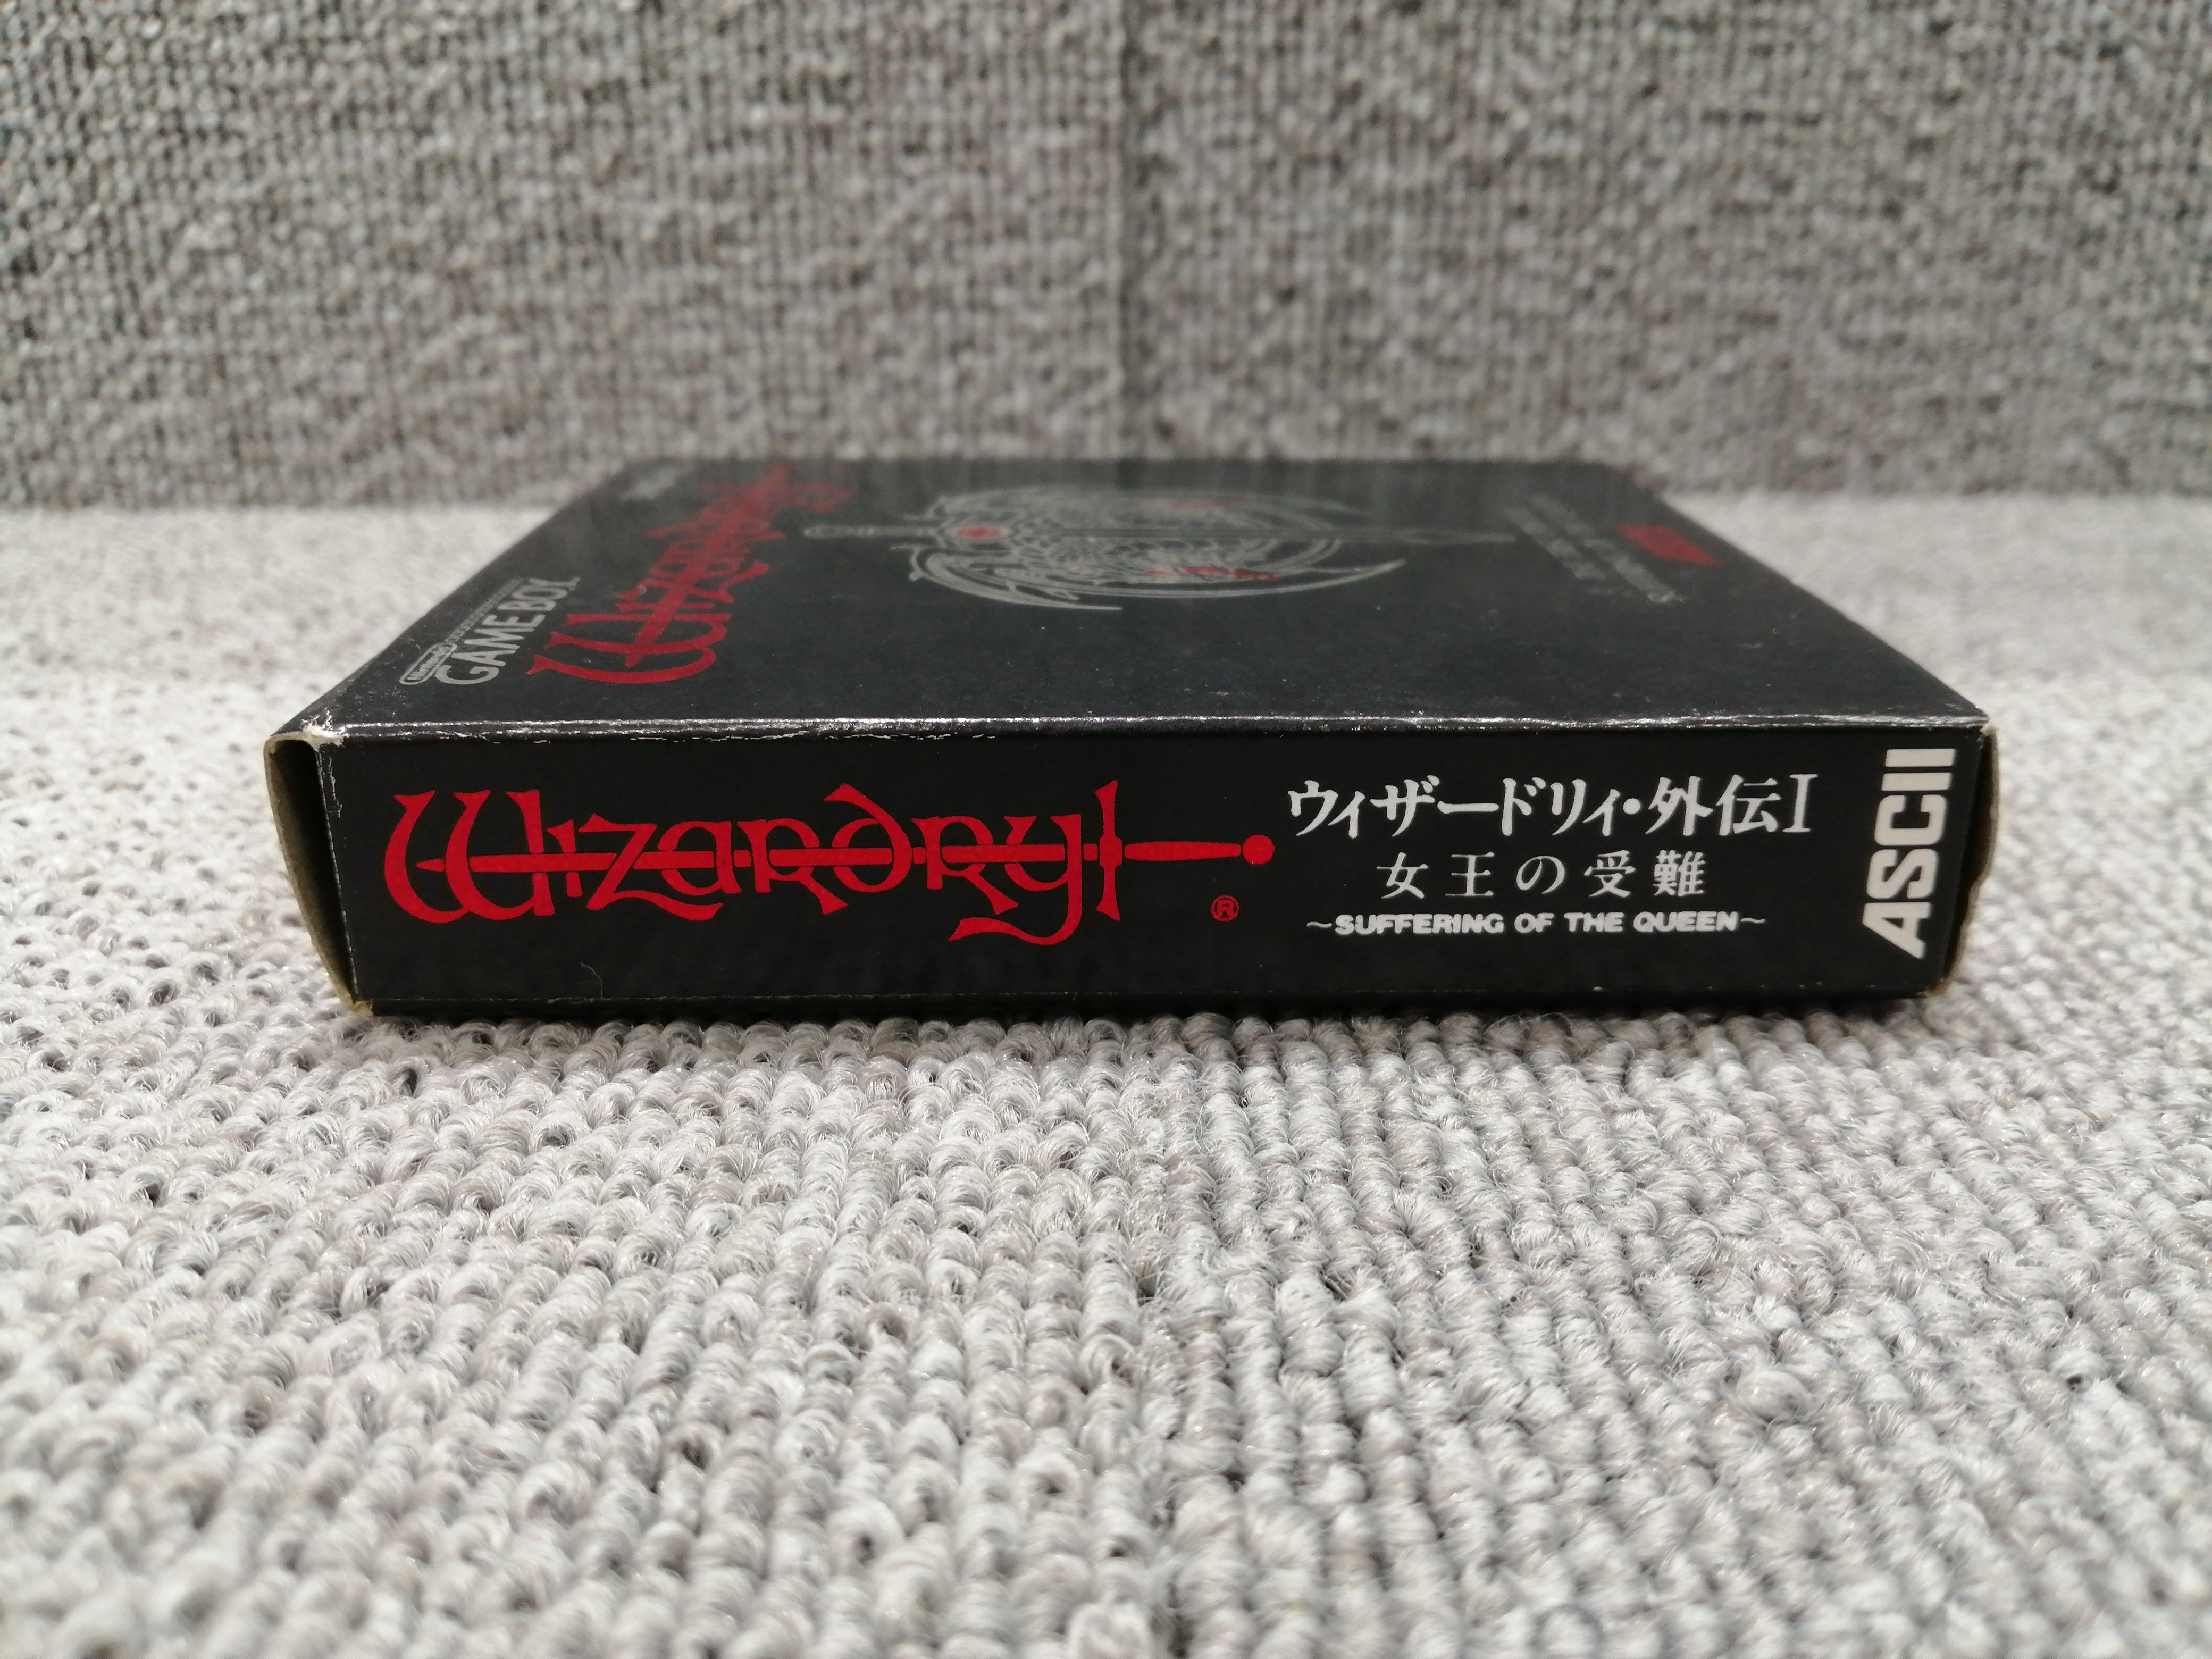 Nintendo
GAME BOY
Wizardry
Wizardry
®
ウィザードリィ・外伝I
女王の受難
~SUFFERING OF THE QUEEN~
ASCII